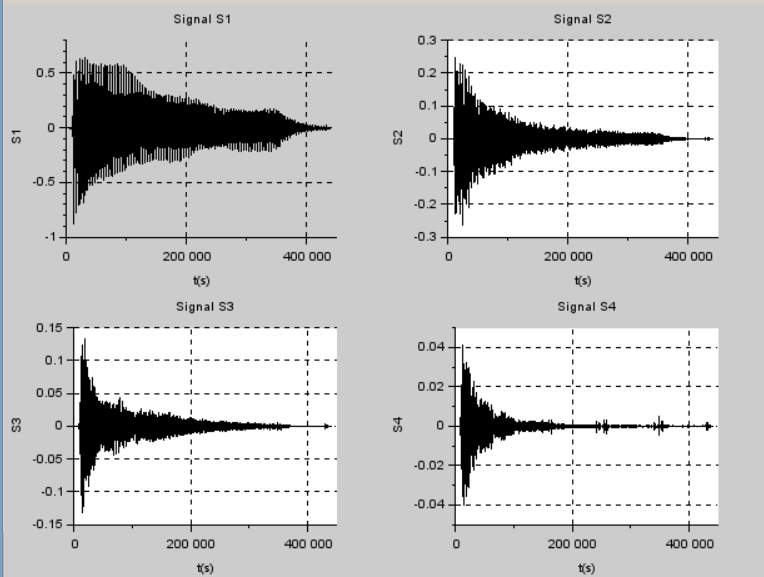 Signal S1
0.5
0
-0.5
-1
S1
0
200 000
400 000
t(s)
Signal S2
0.3
0.2
0.1
0
-0.1
-0.2
-0.3
S2
0
200 000
400 000
t(s)
Signal S3
0.15
0.1
0.05
0
-0.05
-0.1
-0.15
S3
0
200 000
400 000
t(s)
Signal S4
0.04
0.02
0
-0.02
-0.04
S4
0
200 000
400 000
t(s)